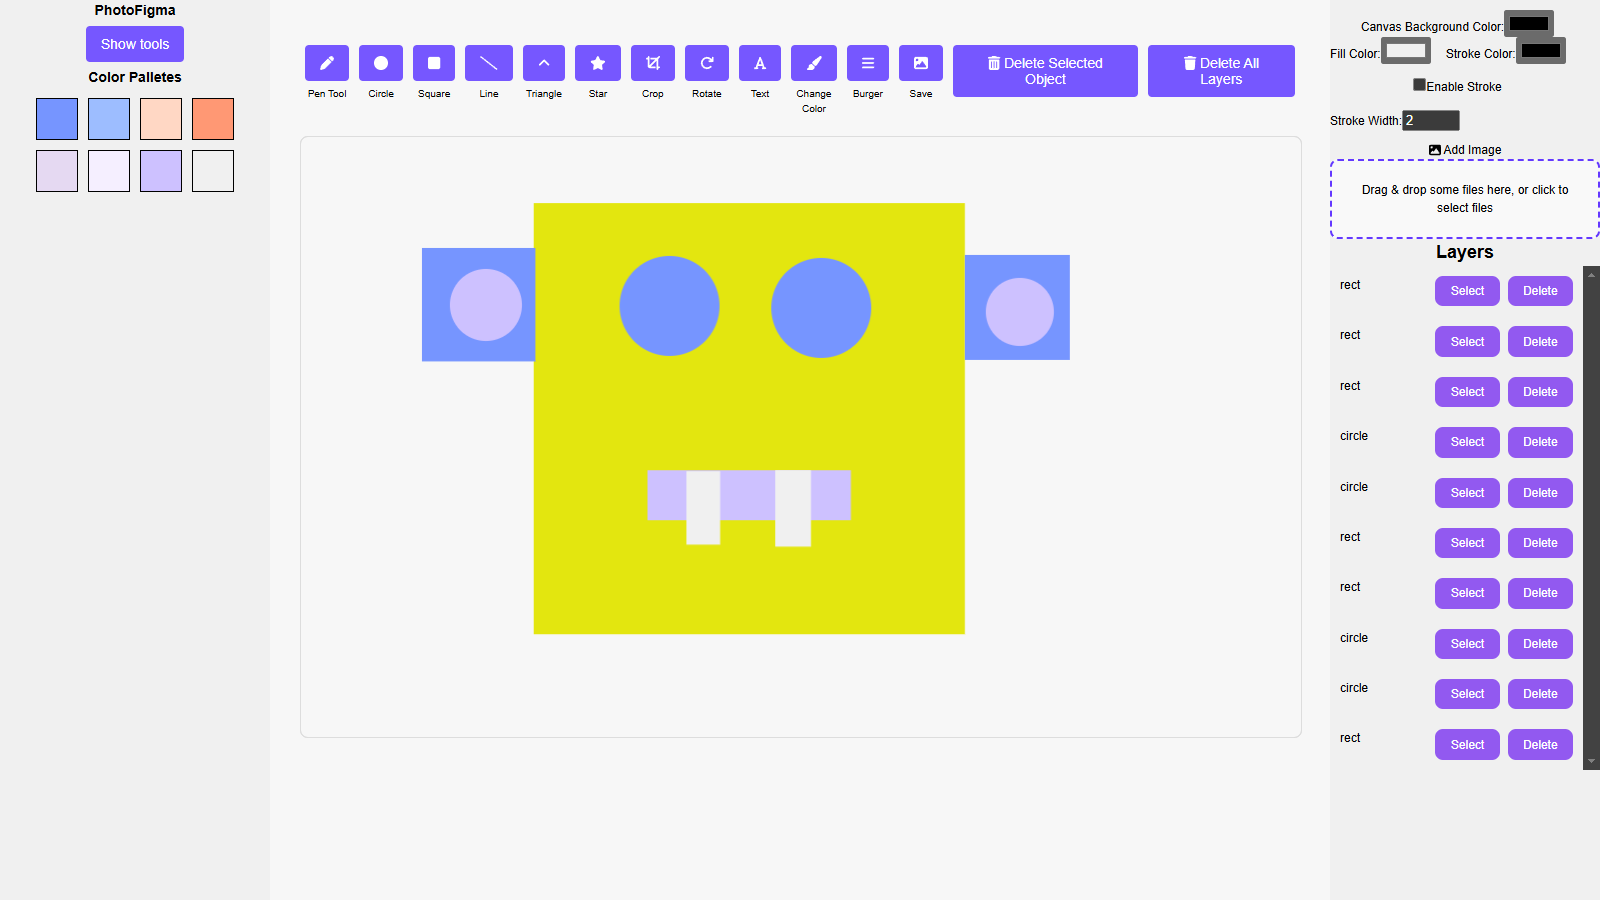 PhotoFigma
Show tools
Color Palletes
Pen Tool
Circle
Square
Line
Triangle
Star
Crop
Rotate
A
Text
Change
Color
Burger
Save
Delete Selected
Object
Delete All
Layers
Canvas Background Color:
Fill Color:
Stroke Color:
Enable Stroke
Stroke Width: 2
Add Image
Drag & drop some files here, or click to
select files
Layers
rect Select Delete
rect Select Delete
rect Select Delete
circle Select Delete
circle Select Delete
rect Select Delete
rect Select Delete
circle Select Delete
circle Select Delete
rect Select Delete